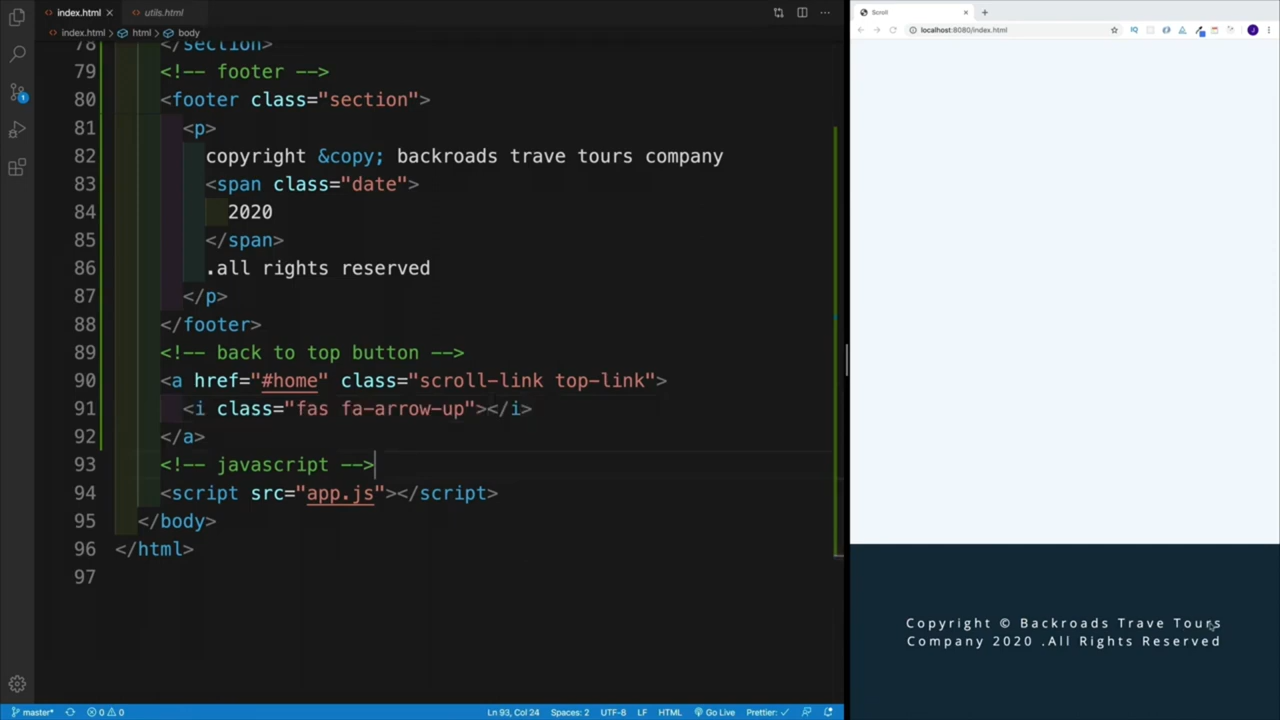 index.html
utils.html
index.html > html > body
Scroll
localhost:8080/index.html
78 </section>
79 <!-- footer -->
80 <footer class="section">
81 <p>
82 copyright &copy; backroads trave tours company
83 <span class="date">
84 2020
85 </span>
86 .all rights reserved
87 </p>
88 </footer>
89 <!-- back to top button -->
90 <a href="#home" class="scroll-link top-link">
91 <i class="fas fa-arrow-up"></i>
92 </a>
93 <!-- javascript -->
94 <script src="app.js"></script>
95 </body>
96 </html>
97
Copyright © Backroads Trave Tours
Company 2020 .All Rights Reserved
1
J
master*
0 0
Ln 93, Col 24
Spaces: 2
UTF-8
LF
HTML
Go Live
Prettier: ✓